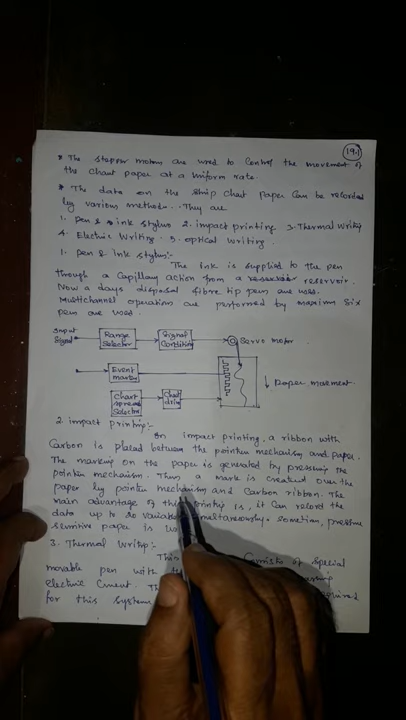 19.1
* The stepper motors are used to control the movement of
the chart paper at a uniform rate.
* The data on the strip chart paper can be recorded
by various methods. They are
1. pen & ink stylus 2. impact printing 3. Thermal writing
4. Electric writing 5. optical writing.
1. pen & ink stylus:-
The ink is supplied to the pen
through a capillary action from a reservoir.
Now a days disposal fibre tip pens are used.
Multichannel operation are performed by maximum six
pens are used.
Input
Signal
Range
Selector
Signal
Condition
Servo motor
Event
marker
↓ paper movement
Chart
speed
Selector
Chart
drive
2. impact printing:-
In impact printing, a ribbon with
carbon is placed between the pointer mechanism and paper.
The marking on the paper is generated by pressing the
pointer mechanism. Thus, a mark is created over the
paper by pointer mechanism and carbon ribbon. The
main advantage of this printing is, it can record the
data up to 20 variables simultaneously. sometim, pressure
sensitive paper is
3. Thermal writing:-
This consists of special
movable pen with
electric current. Th
for this system